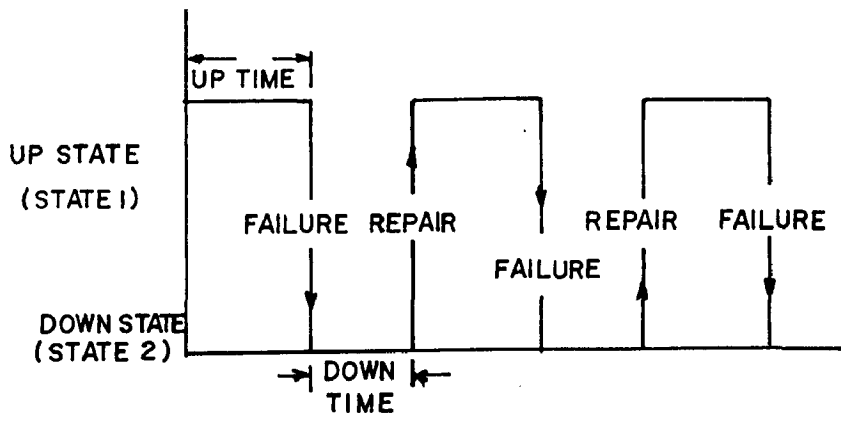 UP TIME
UP STATE
(STATE 1)
FAILURE
REPAIR
FAILURE
REPAIR
FAILURE
DOWN STATE
(STATE 2)
DOWN
TIME